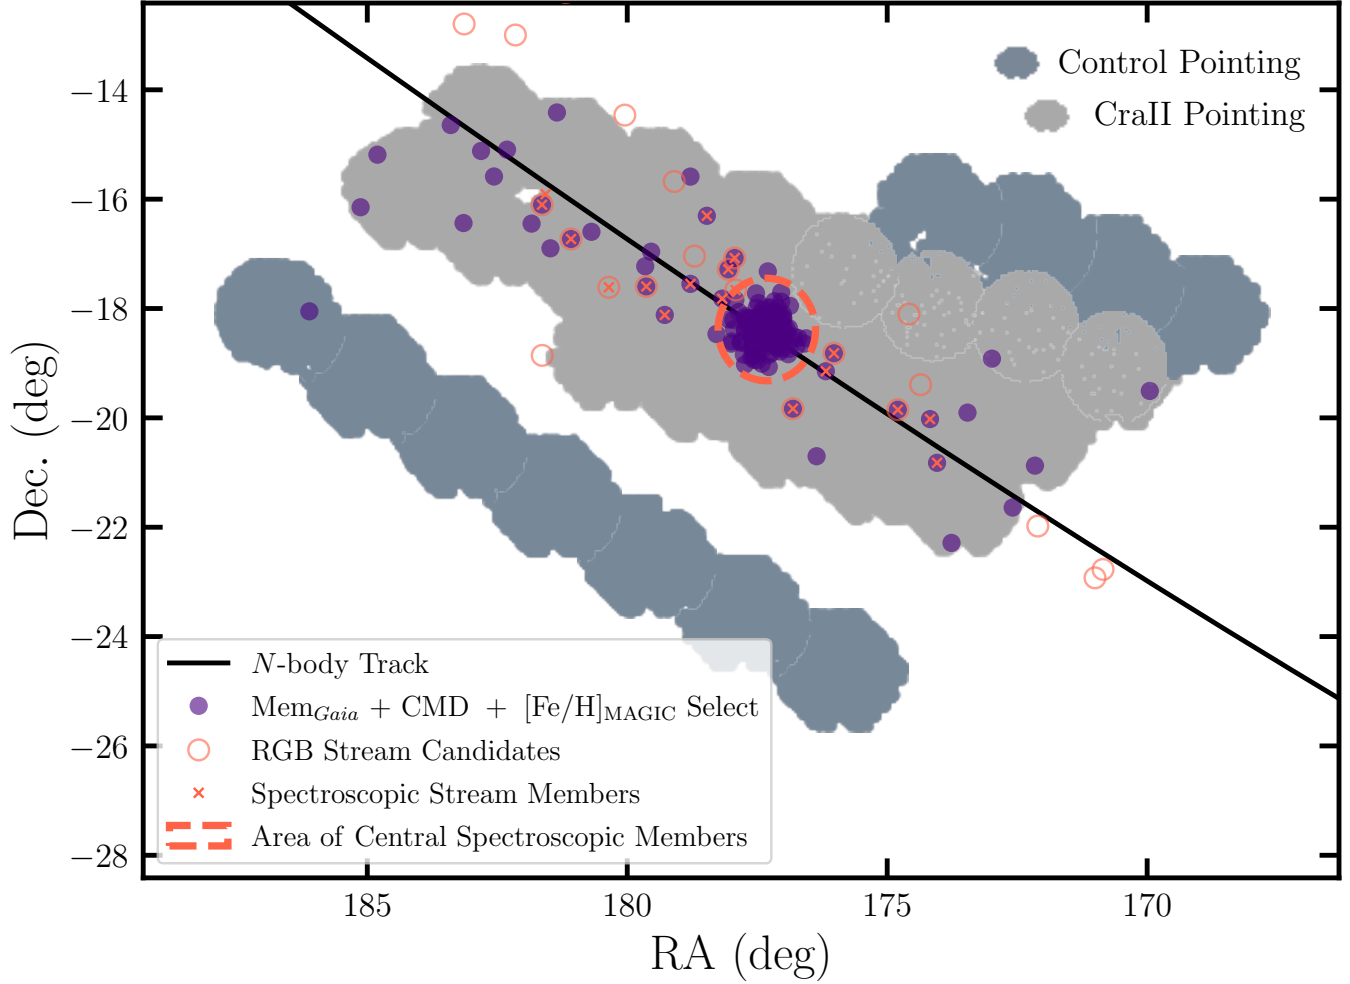 Control Pointing
CraII Pointing
−14
−16
−18
−20
−22
−24
−26
−28
Dec. (deg)
N-body Track
Mem_Gaia + CMD + [Fe/H]_MAGIC Select
RGB Stream Candidates
Spectroscopic Stream Members
Area of Central Spectroscopic Members
185 180 175 170
RA (deg)